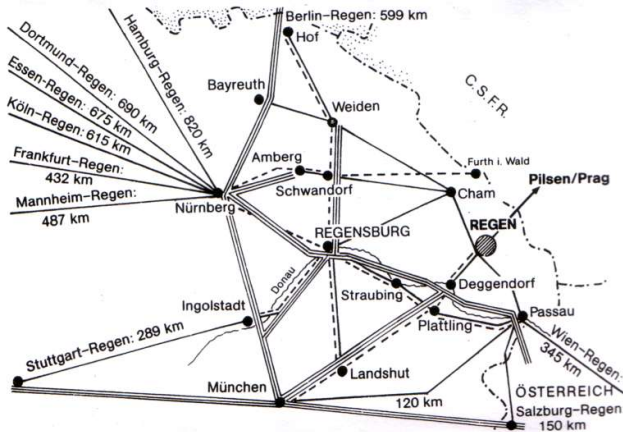 Berlin-Regen: 599 km
Hof
Hamburg-Regen: 820 km
Dortmund-Regen: 690 km
Essen-Regen: 675 km
Köln-Regen: 615 km
Frankfurt-Regen:
432 km
Mannheim-Regen:
487 km
Bayreuth
Weiden
C.S.F.R.
Amberg
Schwandorf
Furth i. Wald
Cham
Pilsen/Prag
Nürnberg
REGENSBURG
REGEN
Donau
Straubing
Deggendorf
Ingolstadt
Plattling
Passau
Stuttgart-Regen: 289 km
Wien-Regen:
345 km
Landshut
München
120 km
ÖSTERREICH
Salzburg-Regen
150 km